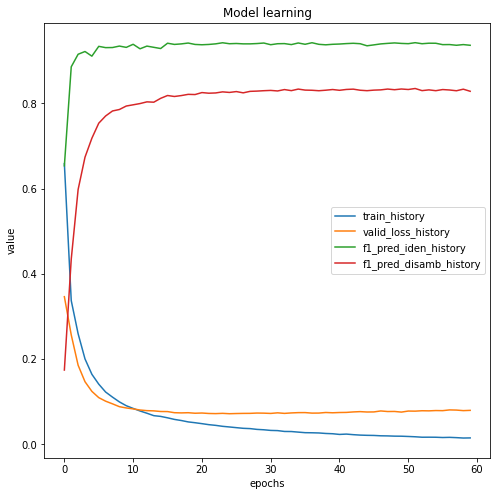 Model learning
value
0.8
0.6
0.4
0.2
0.0
train_history
valid_loss_history
f1_pred_iden_history
f1_pred_disamb_history
0 10 20 30 40 50 60
epochs